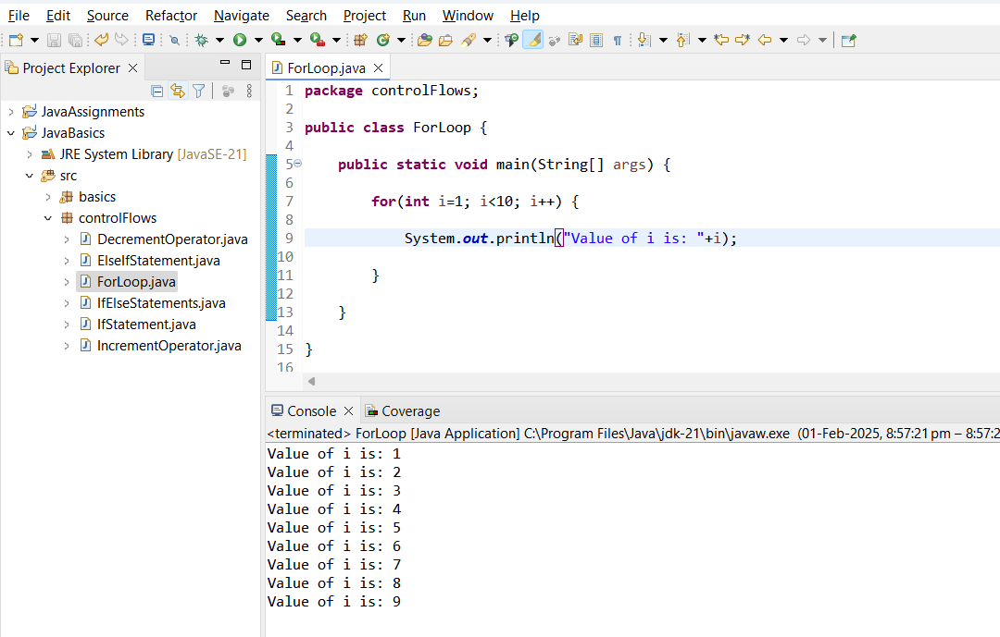 File Edit Source Refactor Navigate Search Project Run Window Help
Project Explorer
JavaAssignments
JavaBasics
JRE System Library [JavaSE-21]
src
basics
controlFlows
DecrementOperator.java
ElseIfStatement.java
ForLoop.java
IfElseStatements.java
IfStatement.java
IncrementOperator.java
ForLoop.java
1 package controlFlows;
2
3 public class ForLoop {
4
5 public static void main(String[] args) {
6
7 for(int i=1; i<10; i++) {
8
9 System.out.println("Value of i is: "+i);
10
11 }
12
13 }
14
15 }
16
Console Coverage
<terminated> ForLoop [Java Application] C:\Program Files\Java\jdk-21\bin\javaw.exe (01-Feb-2025, 8:57:21 pm – 8:57:2
Value of i is: 1
Value of i is: 2
Value of i is: 3
Value of i is: 4
Value of i is: 5
Value of i is: 6
Value of i is: 7
Value of i is: 8
Value of i is: 9